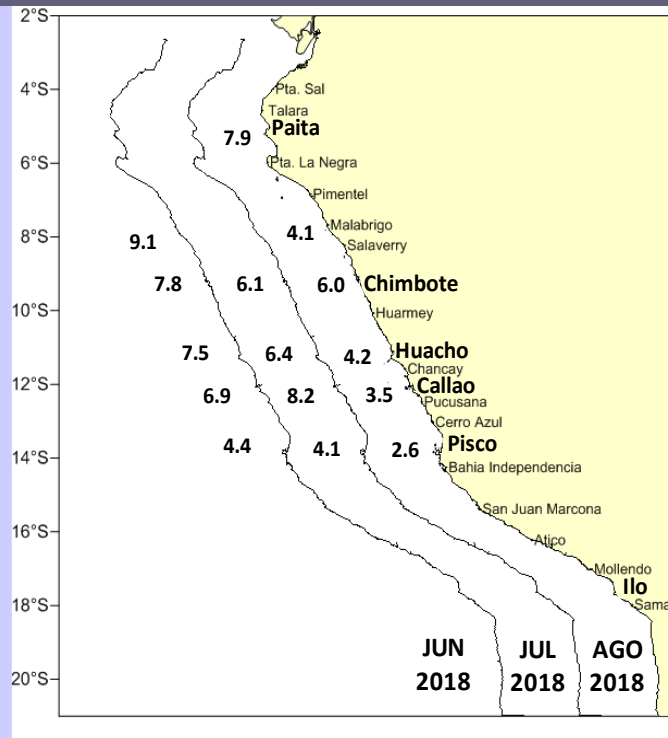 2°S
4°S
Pta. Sal
Talara
Paita
7.9
6°S
Pta. La Negra
Pimentel
Malabrigo
4.1
8°S
9.1
Salaverry
7.8
6.1
6.0
Chimbote
10°S
Huarmey
7.5
6.4
4.2
Huacho
Chancay
12°S
6.9
8.2
3.5
Callao
Pucusana
Cerro Azul
4.4
4.1
2.6
Pisco
14°S
Bahia Independencia
San Juan Marcona
16°S
Atico
Mollendo
Ilo
18°S
Sama
JUN JUL AGO
2018 2018 2018
20°S